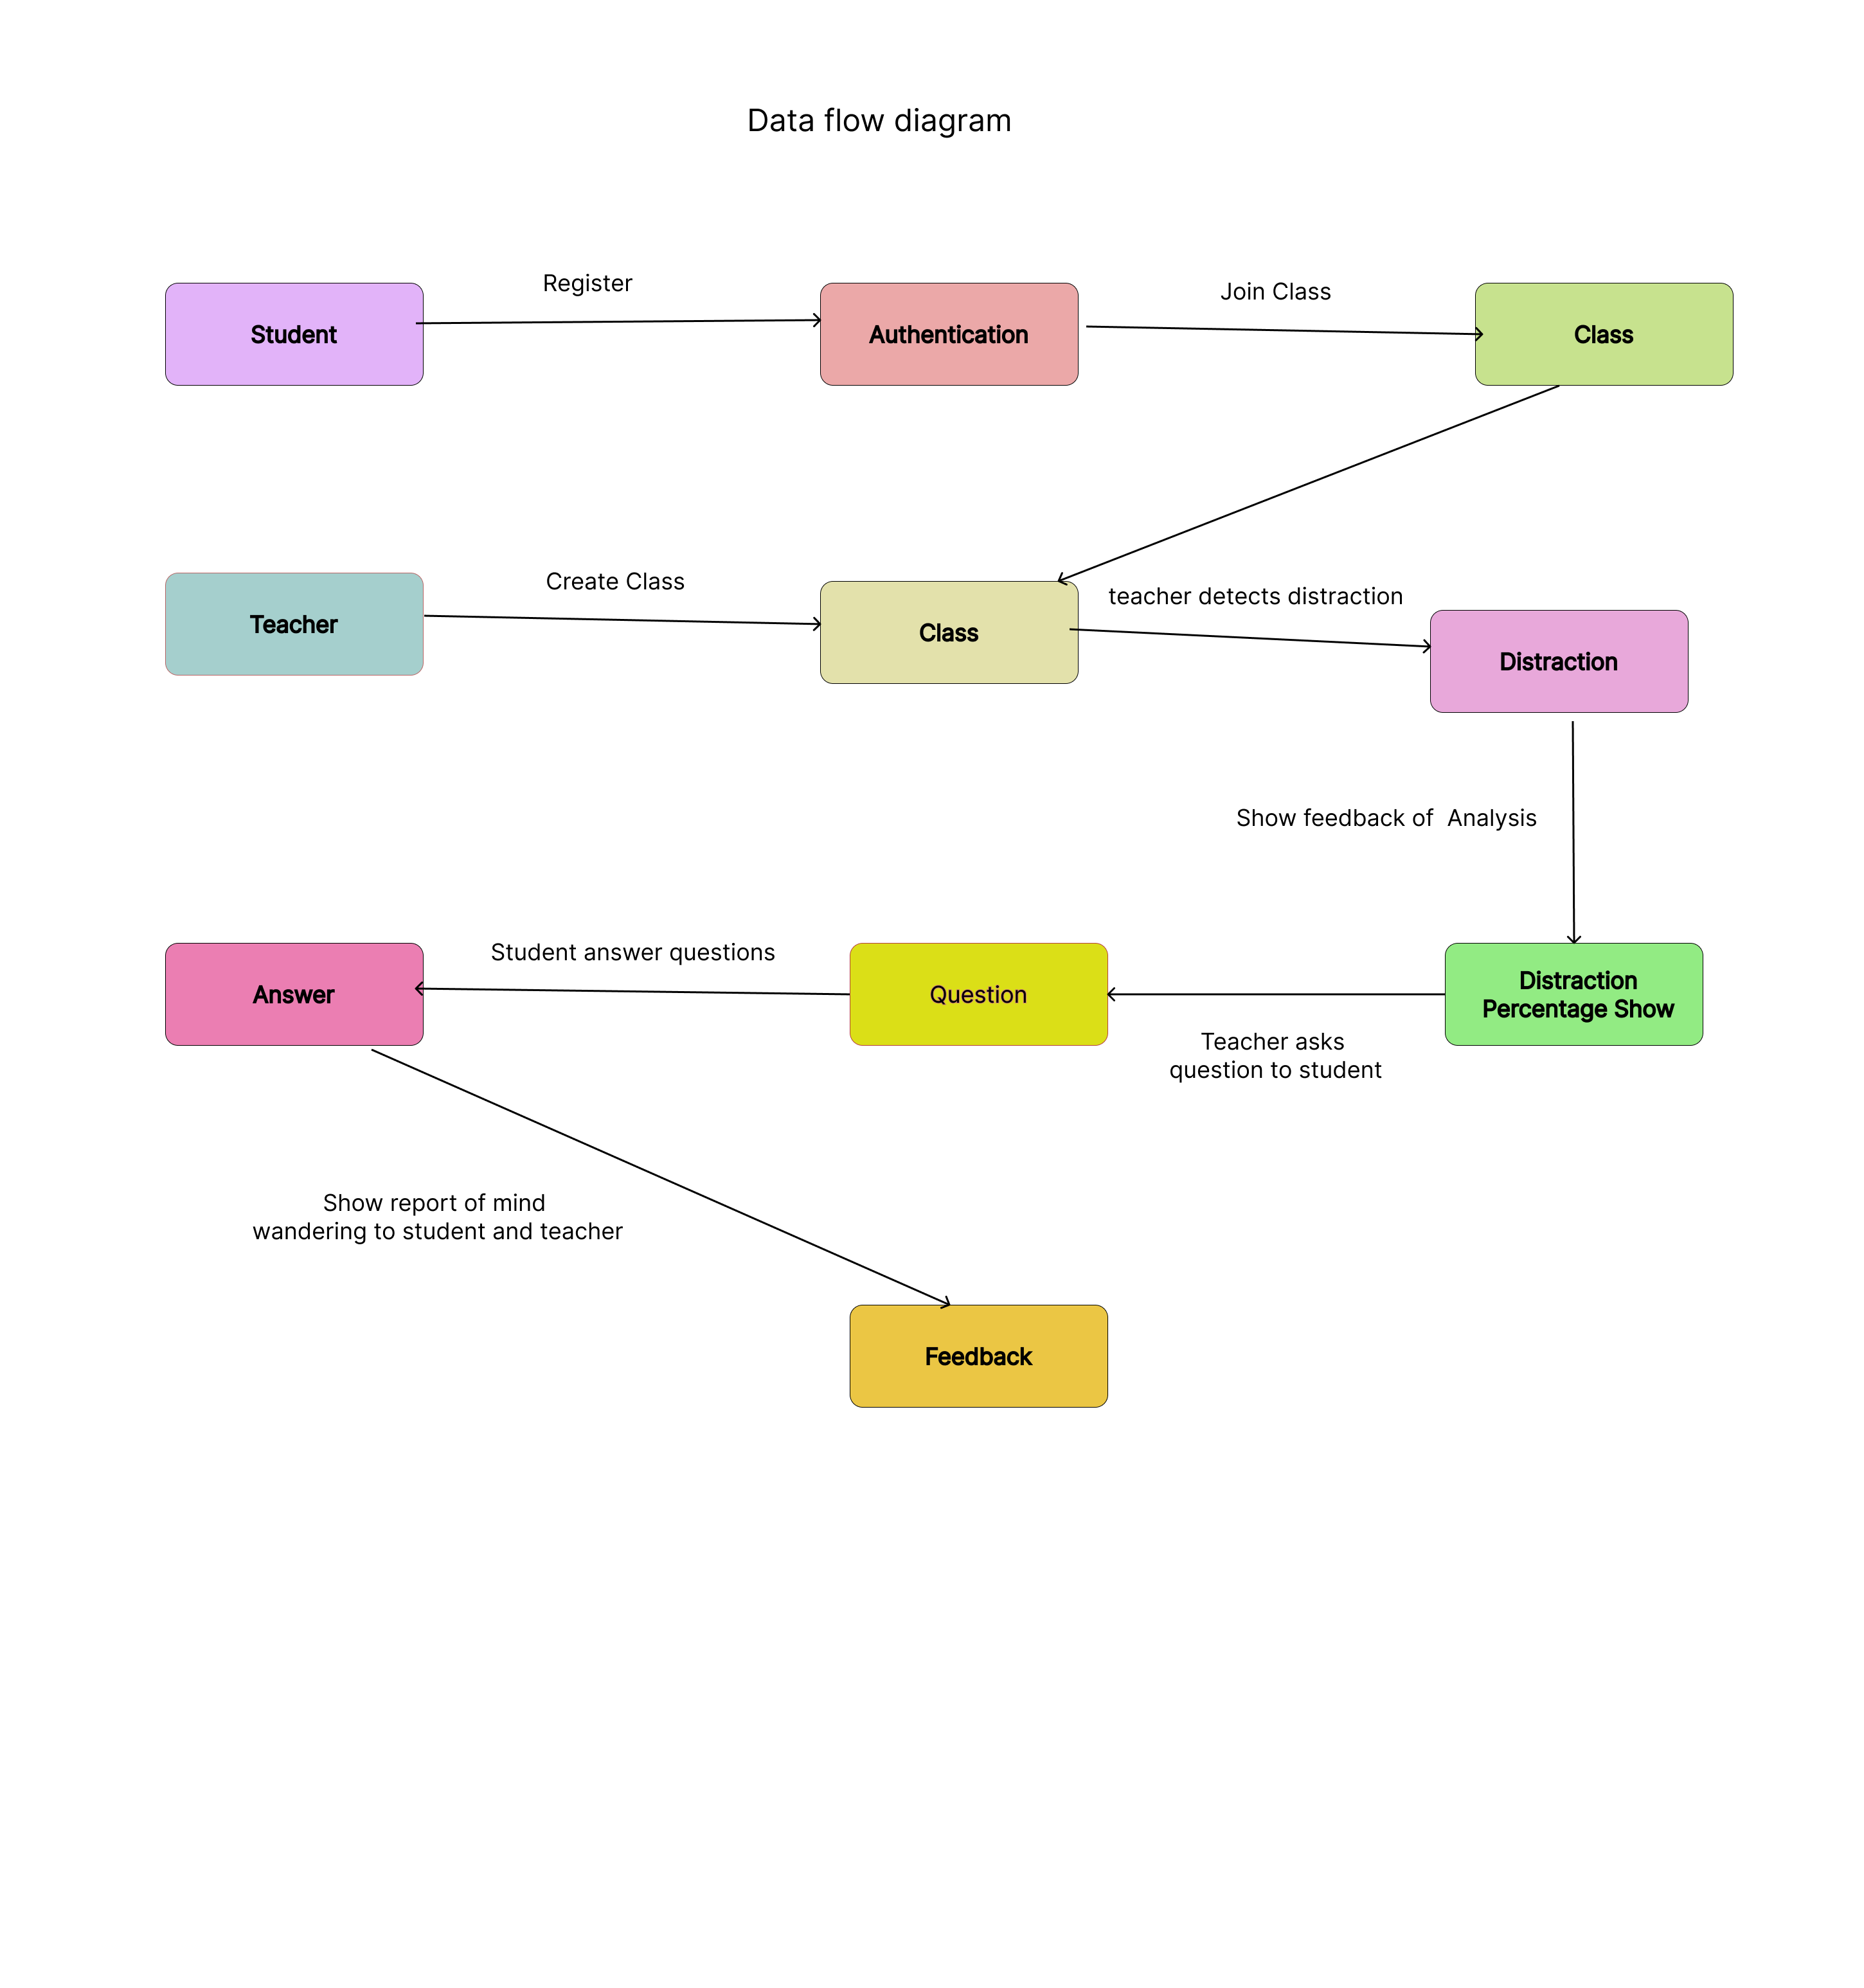 Data flow diagram
Register
Join Class
Student
Authentication
Class
Create Class
teacher detects distraction
Teacher
Class
Distraction
Show feedback of  Analysis
Student answer questions
Answer
Question
Distraction
Percentage Show
Teacher asks
question to student
Show report of mind
wandering to student and teacher
Feedback